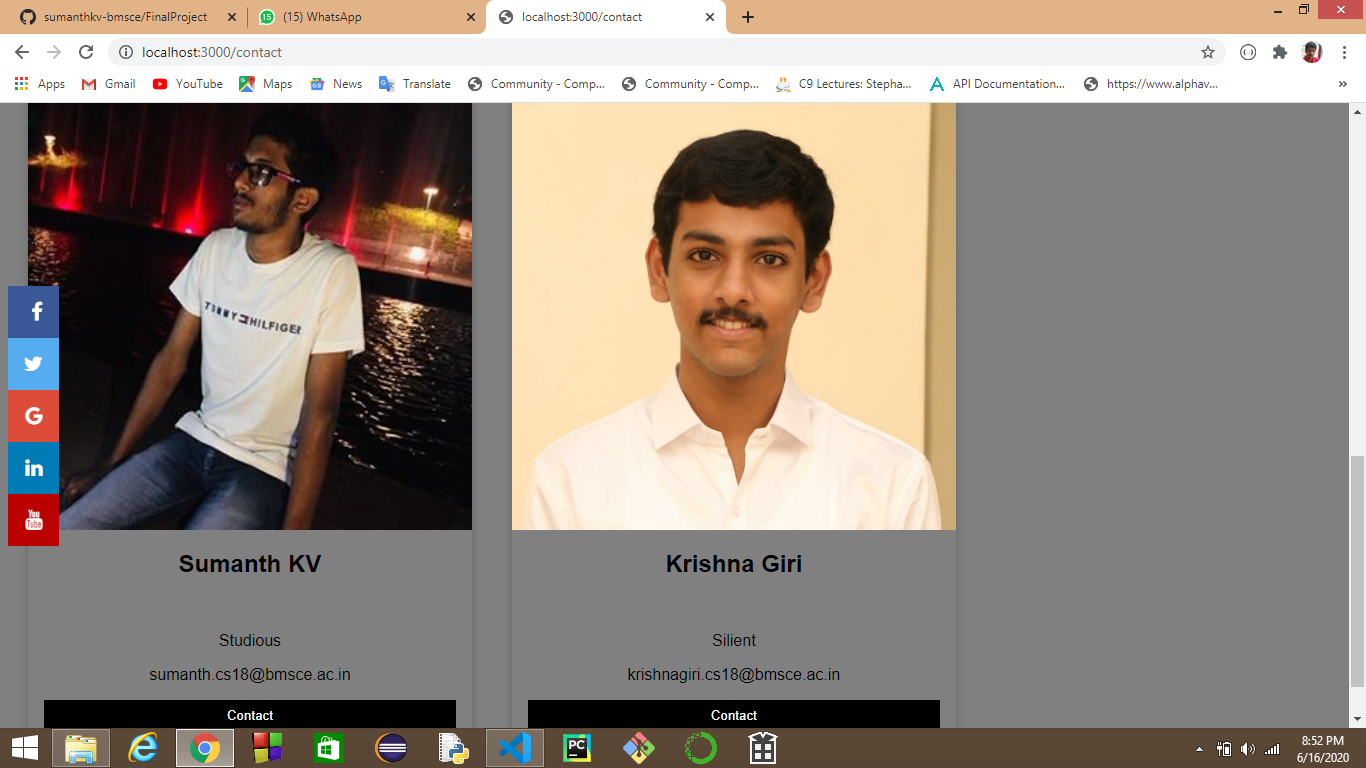 sumanthkv-bmsce/FinalProject
(15) WhatsApp
localhost:3000/contact
localhost:3000/contact
Apps
Gmail
YouTube
Maps
News
Translate
Community - Comp...
Community - Comp...
C9 Lectures: Stepha...
API Documentation...
https://www.alphav...
»
TOMMY HILFIGER
f
G
in
You
Tube
Sumanth KV
Krishna Giri
Studious
Silient
sumanth.cs18@bmsce.ac.in
krishnagiri.cs18@bmsce.ac.in
Contact
Contact
PC
8:52 PM
6/16/2020